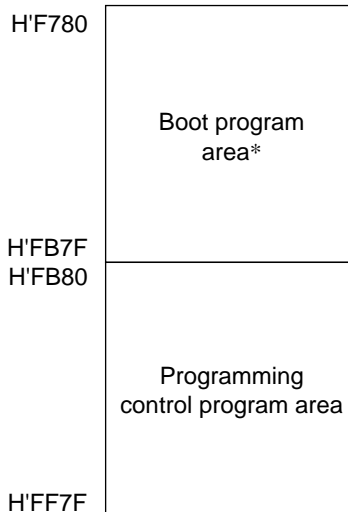 H'F780
Boot program
area*
H'FB7F
H'FB80
Programming
control program area
H'FF7F